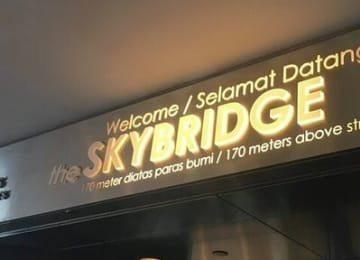 Welcome / Selamat Datang
the SKYBRIDGE
170 meter diatas paras bumi / 170 meters above